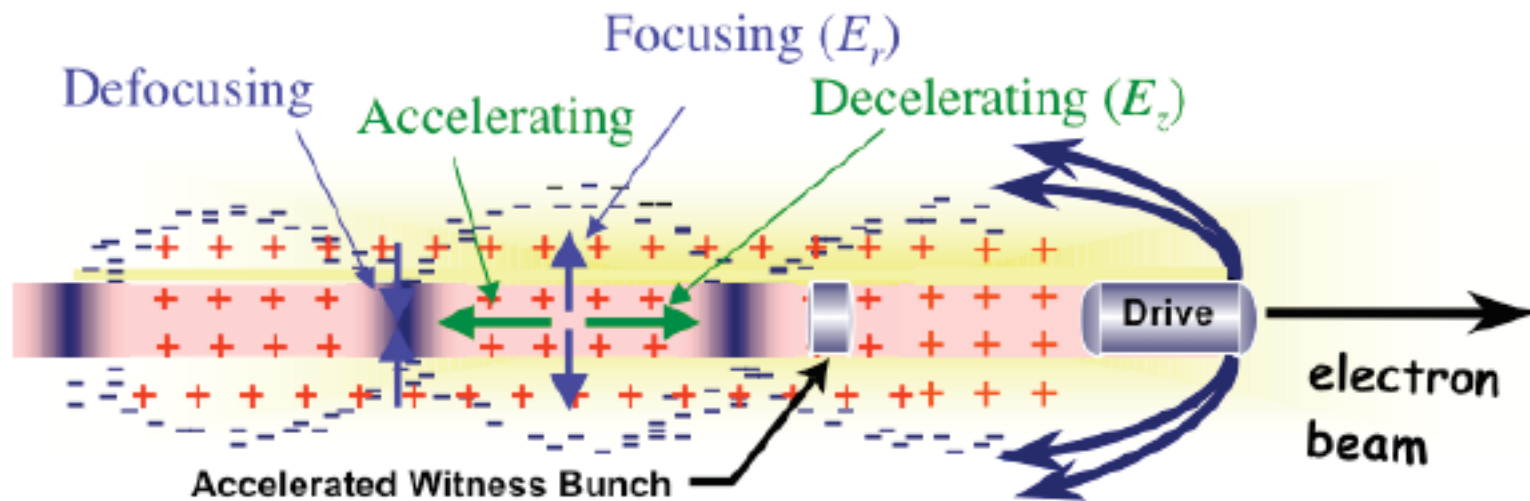 Focusing (E_r)
Defocusing
Decelerating (E_z)
Accelerating
Drive
electron
beam
Accelerated Witness Bunch